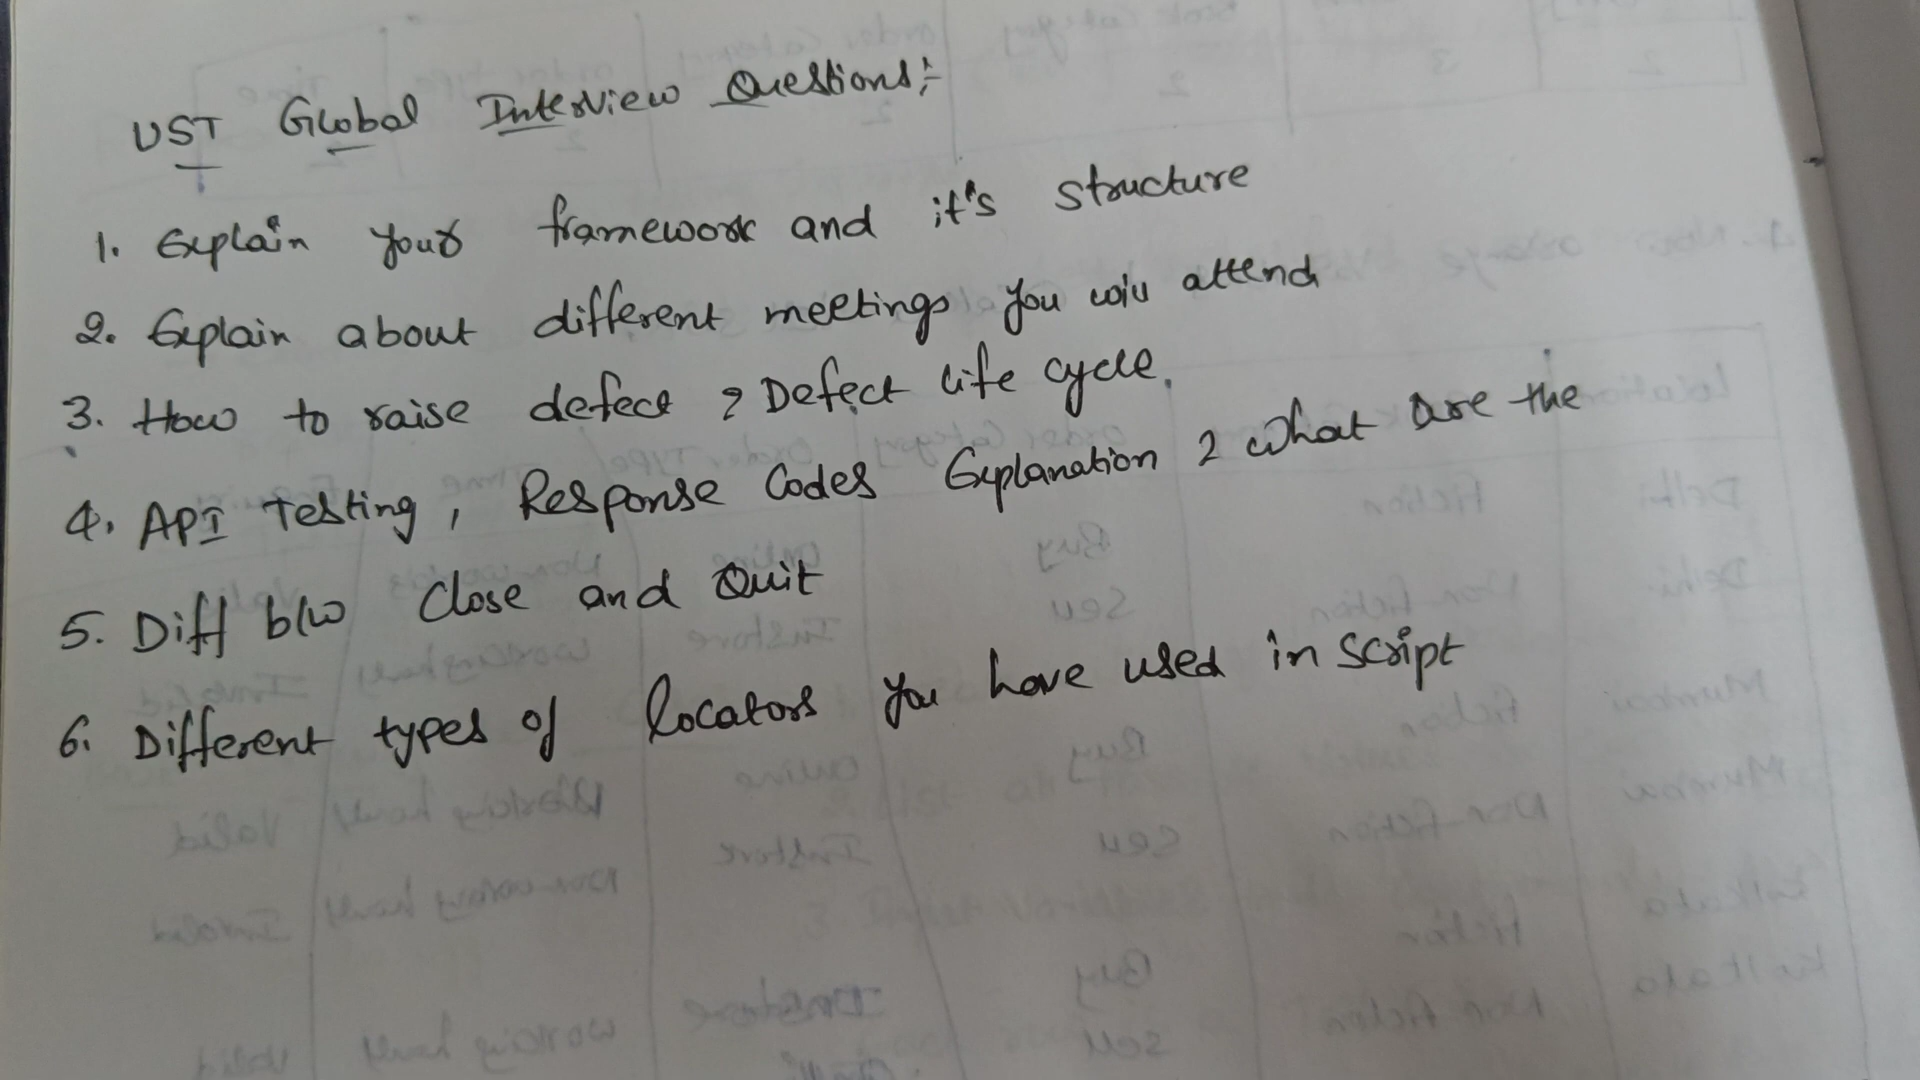 UST Global Interview Questions:-
1. Explain your framework and it's structure
2. Explain about different meetings you will attend
3. How to raise defect ? Defect life cycle.
4. API Testing, Response Codes Explanation ? What are the
5. Diff b/w Close and Quit
6. Different types of locators you have used in script